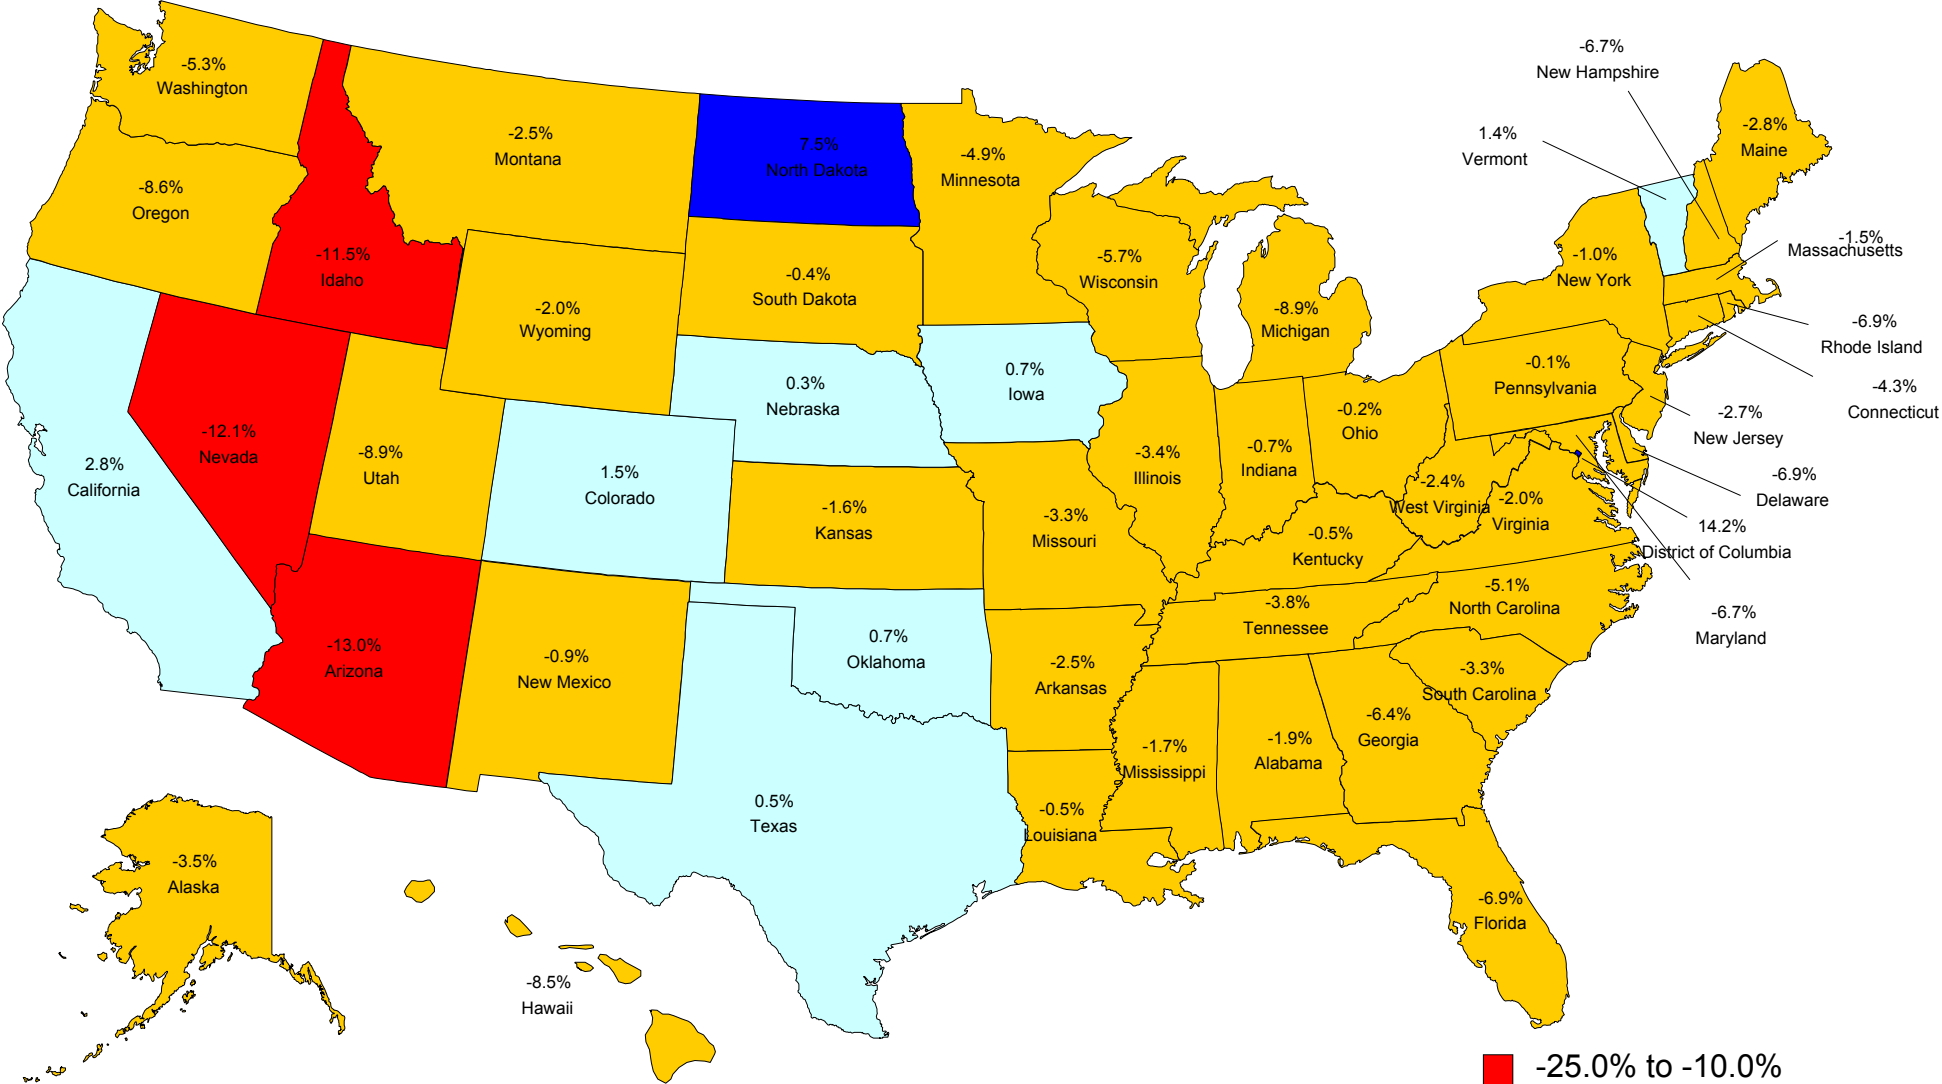 -5.3%
Washington
-8.6%
Oregon
-11.5%
Idaho
-2.5%
Montana
7.5%
North Dakota
-4.9%
Minnesota
-0.4%
South Dakota
-2.0%
Wyoming
-5.7%
Wisconsin
-8.9%
Michigan
0.3%
Nebraska
0.7%
Iowa
2.8%
California
-12.1%
Nevada
-8.9%
Utah
1.5%
Colorado
-1.6%
Kansas
-3.3%
Missouri
-3.4%
Illinois
-0.7%
Indiana
-0.2%
Ohio
-2.4%
West Virginia
-2.0%
Virginia
-0.5%
Kentucky
-3.8%
Tennessee
-5.1%
North Carolina
-3.3%
South Carolina
-6.4%
Georgia
-1.9%
Alabama
-1.7%
Mississippi
-2.5%
Arkansas
-0.5%
Louisiana
0.7%
Oklahoma
0.5%
Texas
-0.9%
New Mexico
-13.0%
Arizona
-3.5%
Alaska
-8.5%
Hawaii
-6.9%
Florida
-6.7%
New Hampshire
1.4%
Vermont
-2.8%
Maine
-1.0%
New York
-1.5%
Massachusetts
-6.9%
Rhode Island
-4.3%
Connecticut
-0.1%
Pennsylvania
-2.7%
New Jersey
-6.9%
Delaware
14.2%
District of Columbia
-6.7%
Maryland
-25.0% to -10.0%